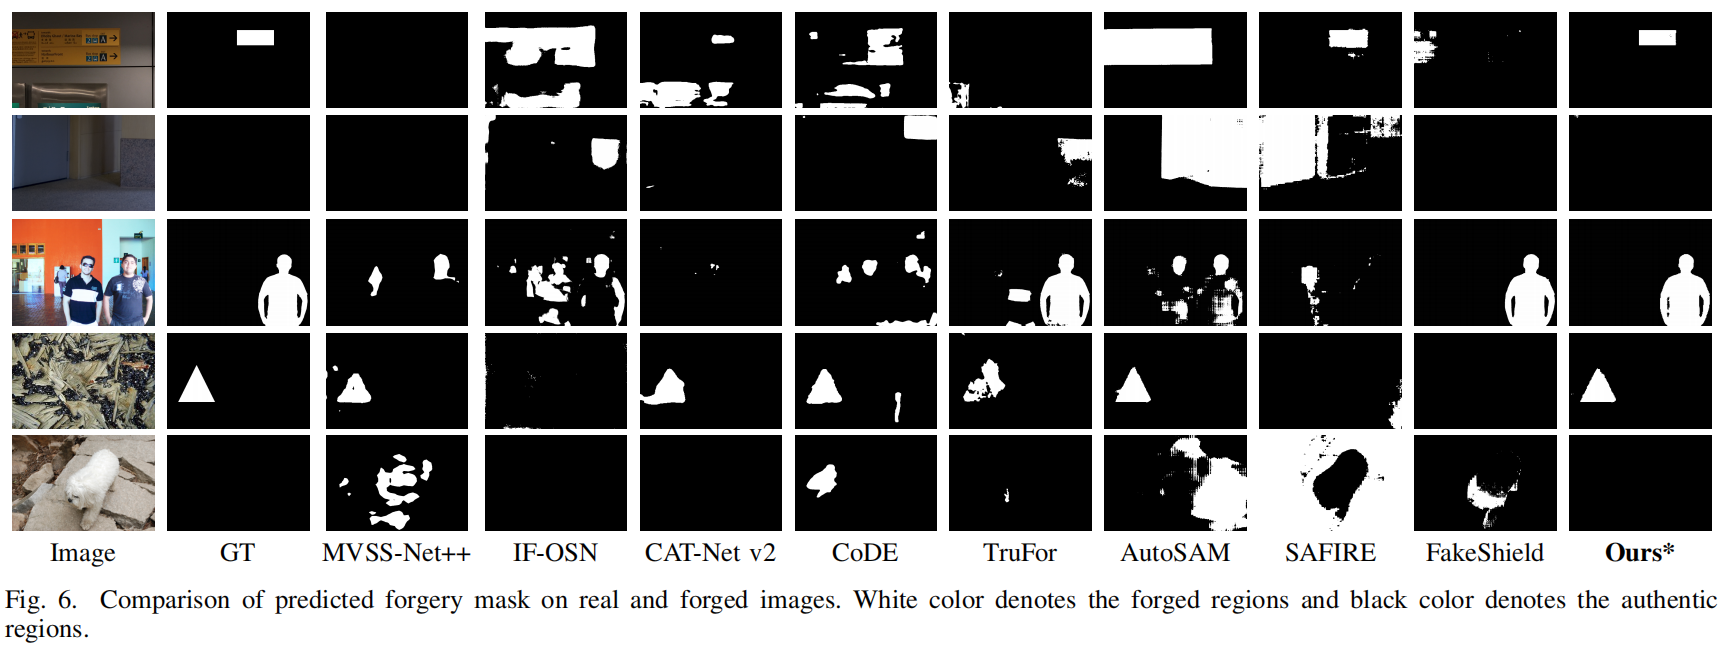 Image GT MVSS-Net++ IF-OSN CAT-Net v2 CoDE TruFor AutoSAM SAFIRE FakeShield Ours*
Fig. 6. Comparison of predicted forgery mask on real and forged images. White color denotes the forged regions and black color denotes the authentic
regions.